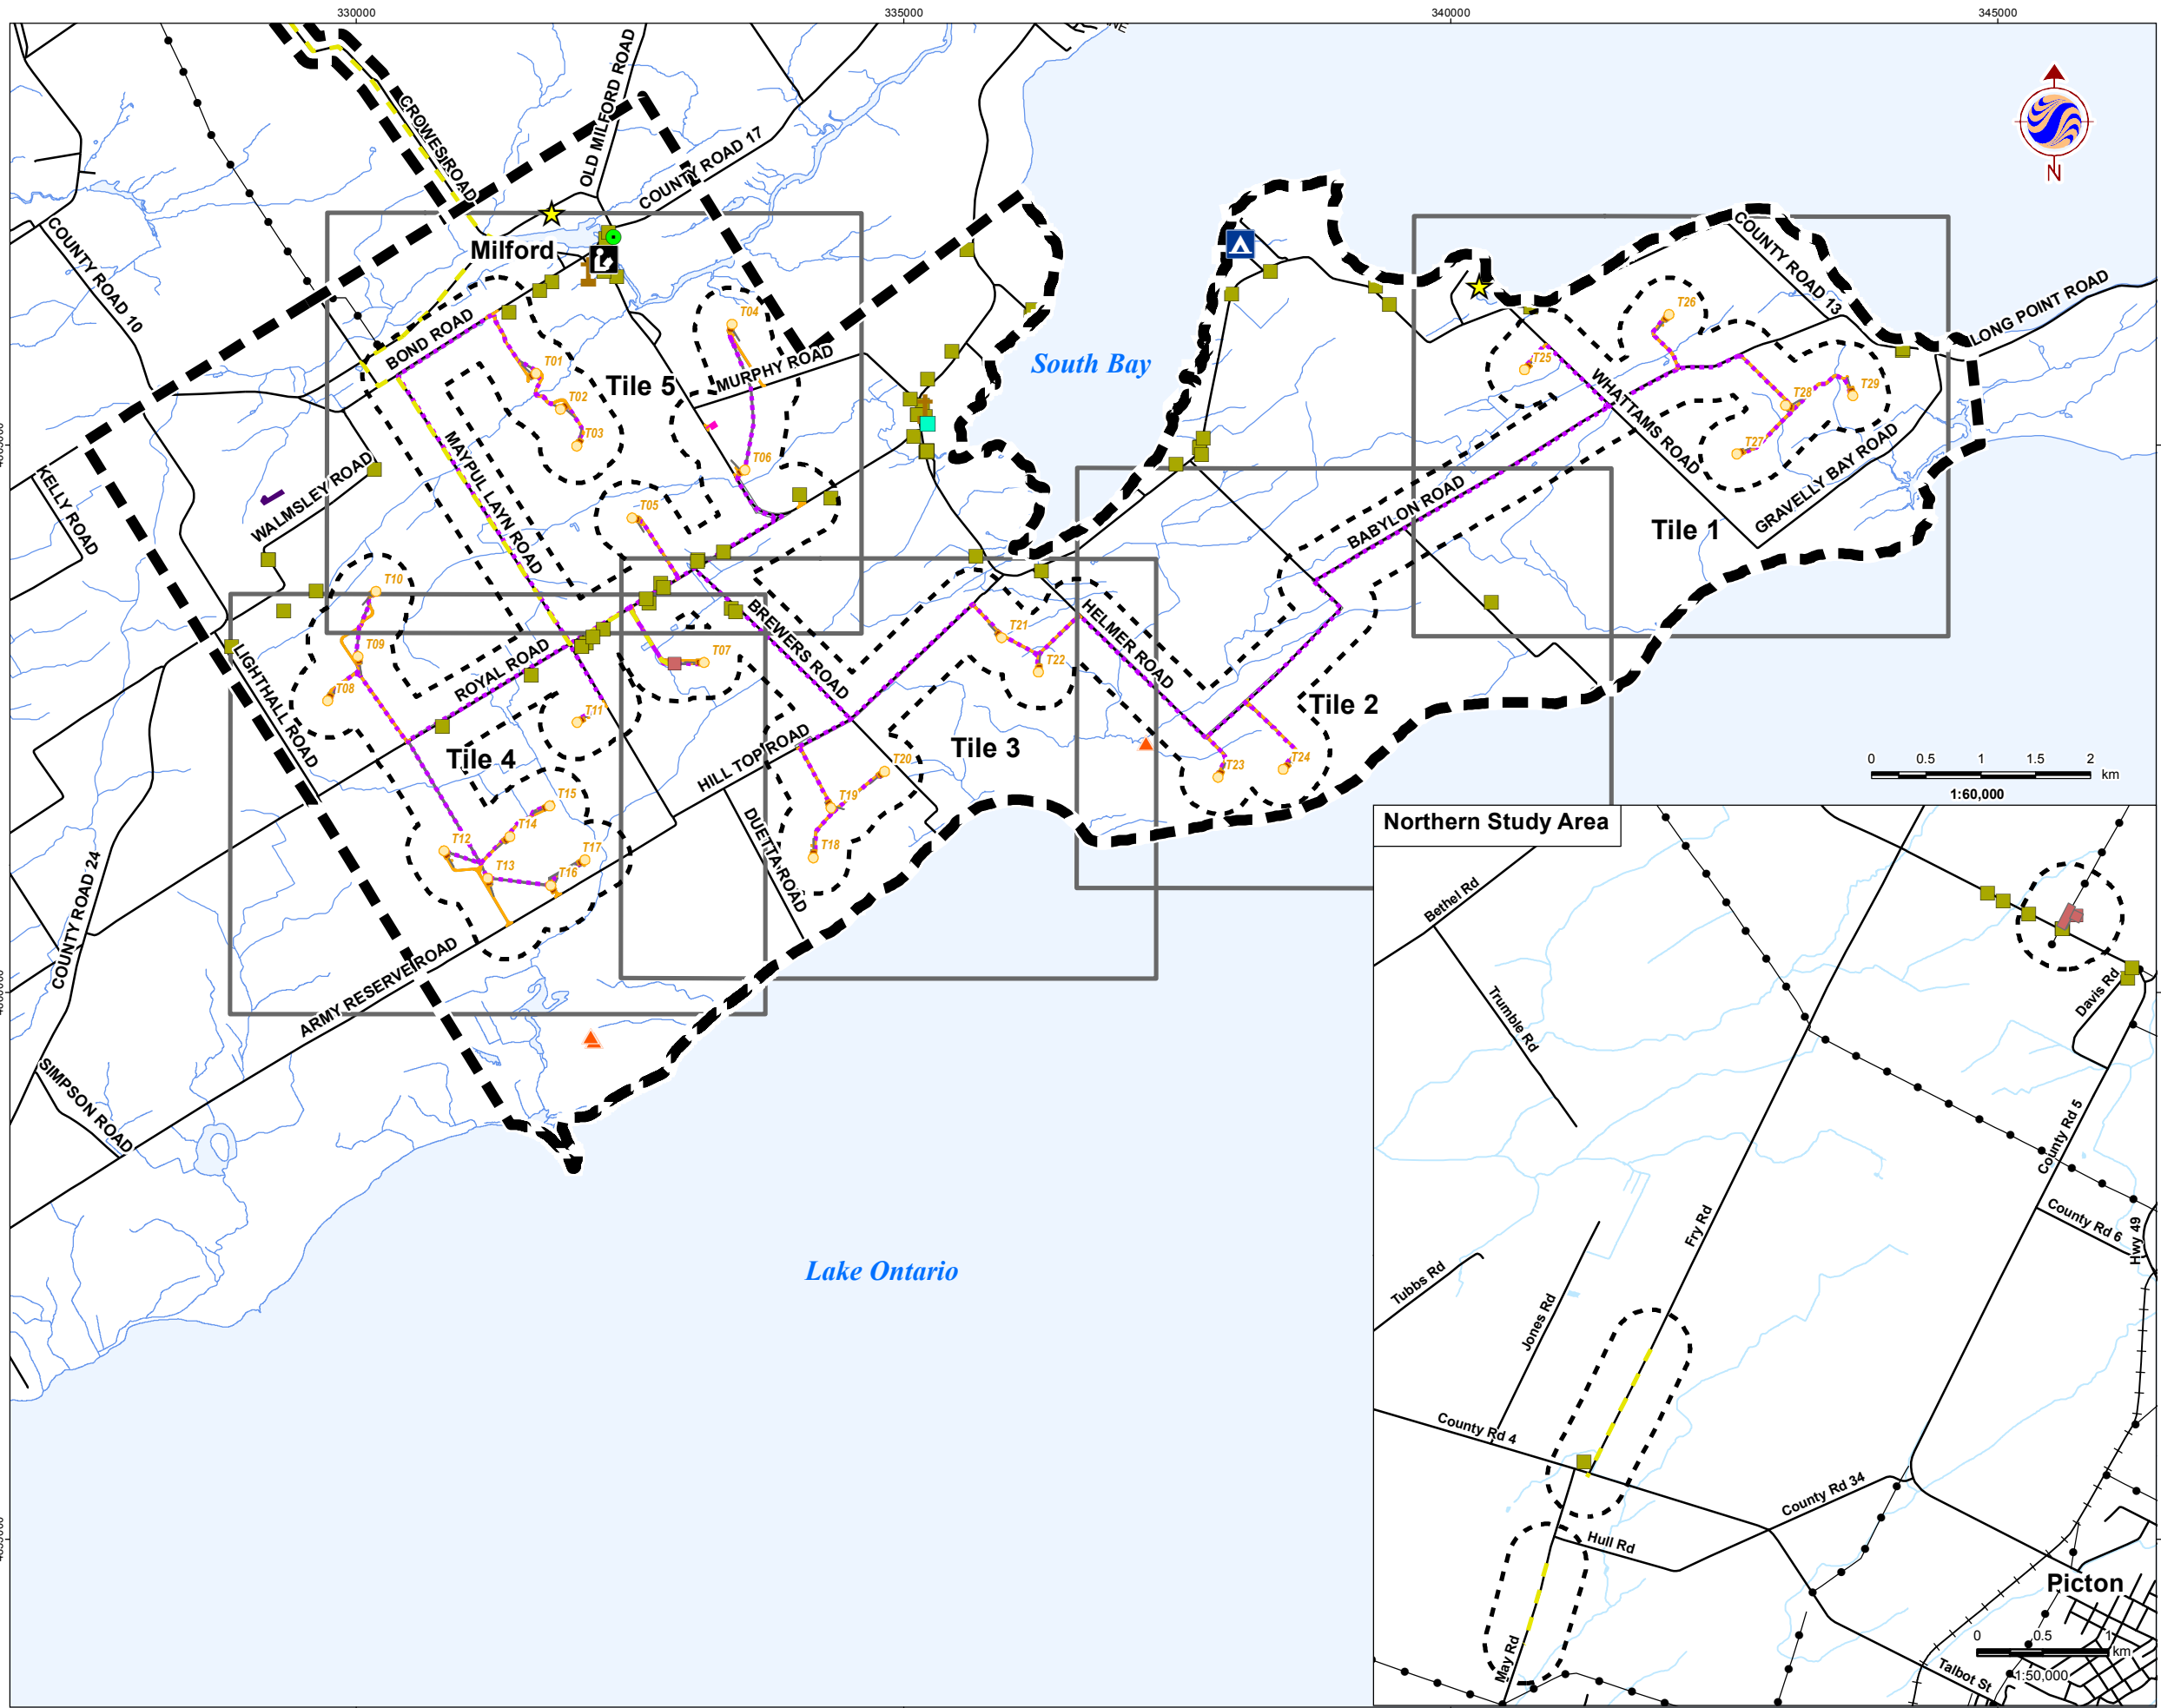 330000
335000
340000
345000
CROWES ROAD
OLD MILFORD ROAD
COUNTY ROAD 17
N
COUNTY ROAD 10
Milford
COUNTY ROAD 13
LONG POINT ROAD
BOND ROAD
T04
T26
South Bay
T01
Tile 5
MURPHY ROAD
T25
WHATTAMS ROAD
T28
T29
T02
T03
T27
MAYPUL LAYN ROAD
T06
KELLY ROAD
WALMSLEY ROAD
GRAVELLY BAY ROAD
BABYLON ROAD
T05
Tile 1
T10
BREWERS ROAD
HELMER ROAD
T21
T09
T22
T07
ROYAL ROAD
LIGHTHALL ROAD
T08
T11
Tile 2
Tile 3
Tile 4
HILL TOP ROAD
T20
T23
T24
T15
T19
T14
T12
T18
T17
T13
T16
DUETTA ROAD
COUNTY ROAD 24
ARMY RESERVE ROAD
SIMPSON ROAD
Lake Ontario
0 0.5 1 1.5 2
km
1:60,000
Northern Study Area
Bethel Rd
Trumble Rd
Davis Rd
County Rd 5
County Rd 6
Hwy 49
Fry Rd
Tubbs Rd
Jones Rd
County Rd 4
County Rd 34
Hull Rd
Picton
May Rd
0 0.5 1
km
1:50,000
Talbot St